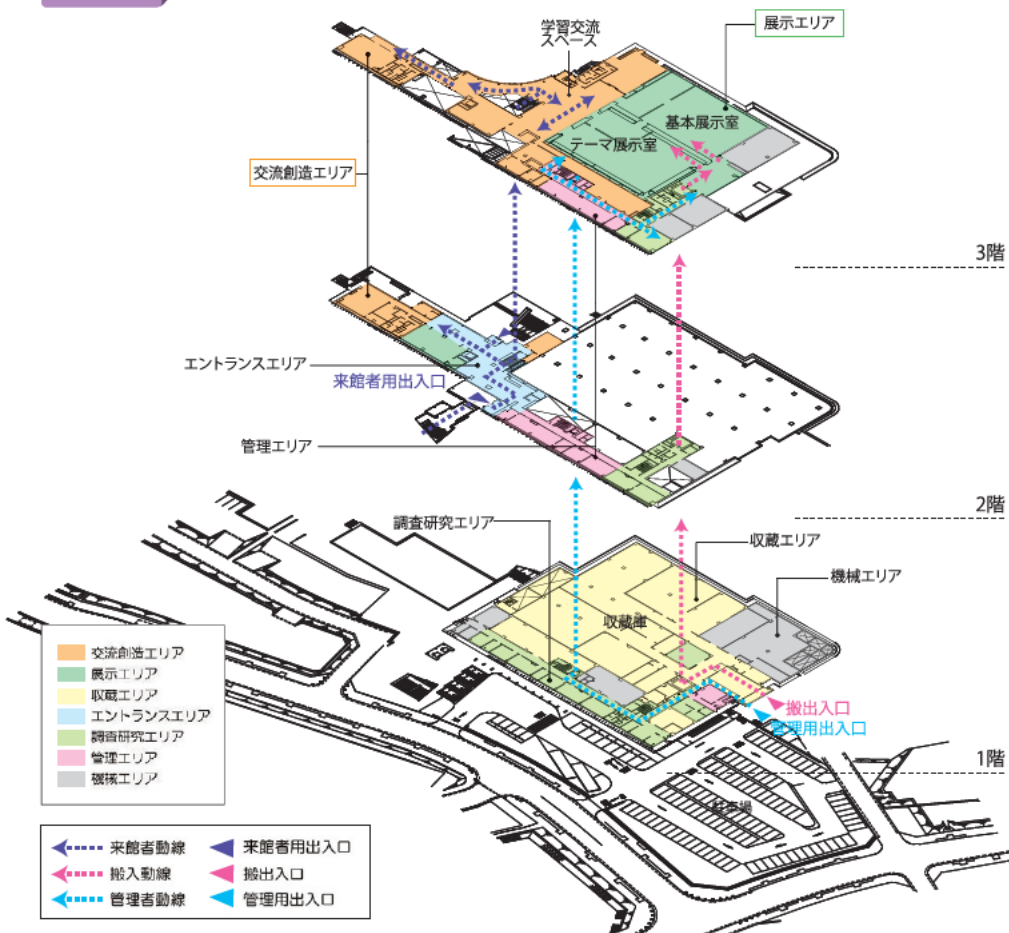 学習交流
スペース
展示エリア
基本展示室
テーマ展示室
交流創造エリア
3階
エントランスエリア
来館者用出入口
管理エリア
2階
調査研究エリア
収蔵エリア
機械エリア
収蔵庫
搬出入口
管理用出入口
1階
駐車場
交流創造エリア
展示エリア
収蔵エリア
エントランスエリア
調査研究エリア
管理エリア
機械エリア
来館者動線
来館者用出入口
搬入動線
搬出入口
管理者動線
管理用出入口